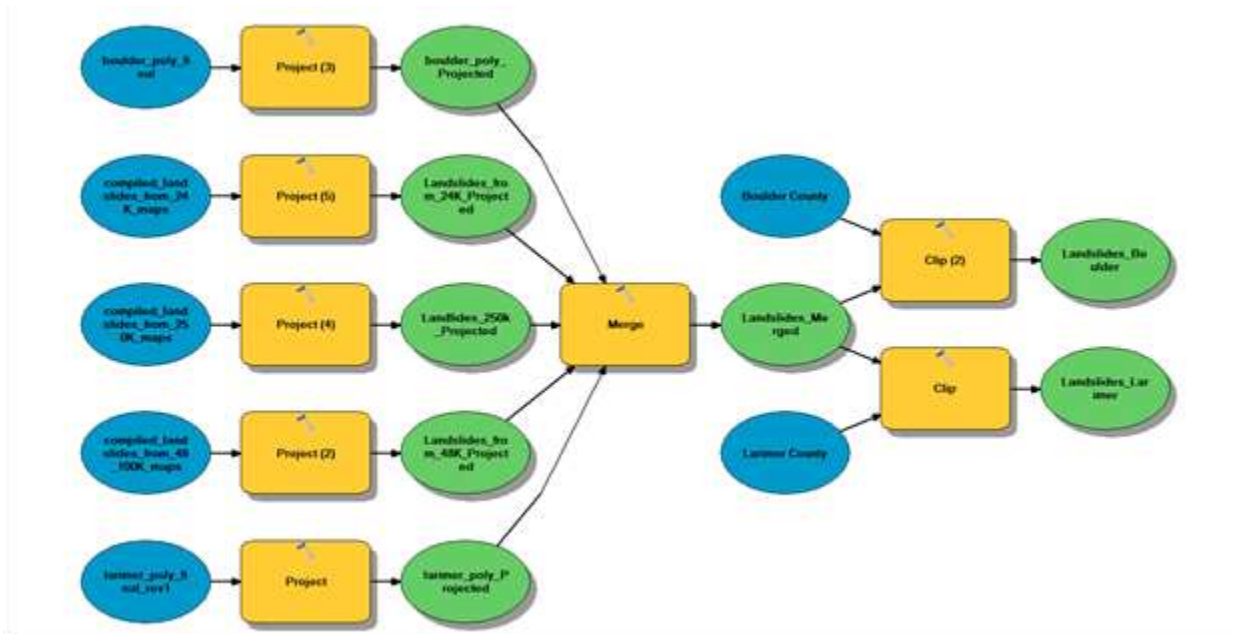 boulder_poly_fi
nal
Project (3)
boulder_poly_
Projected
compiled_land
slides_from_24
K_maps
Project (5)
Landslides_fro
m_24K_Project
ed
compiled_land
slides_from_25
0K_maps
Project (4)
Landlides_250k
_Projected
compiled_land
slides_from_48
_100K_maps
Project (2)
Landslides_fro
m_48K_Project
ed
larimer_poly_fi
nal_rev1
Project
larimer_poly_P
rojected
Merge
Landslides_Me
rged
Boulder County
Larimer County
Clip (2)
Clip
Landslides_Bo
ulder
Landslides_Lar
imer